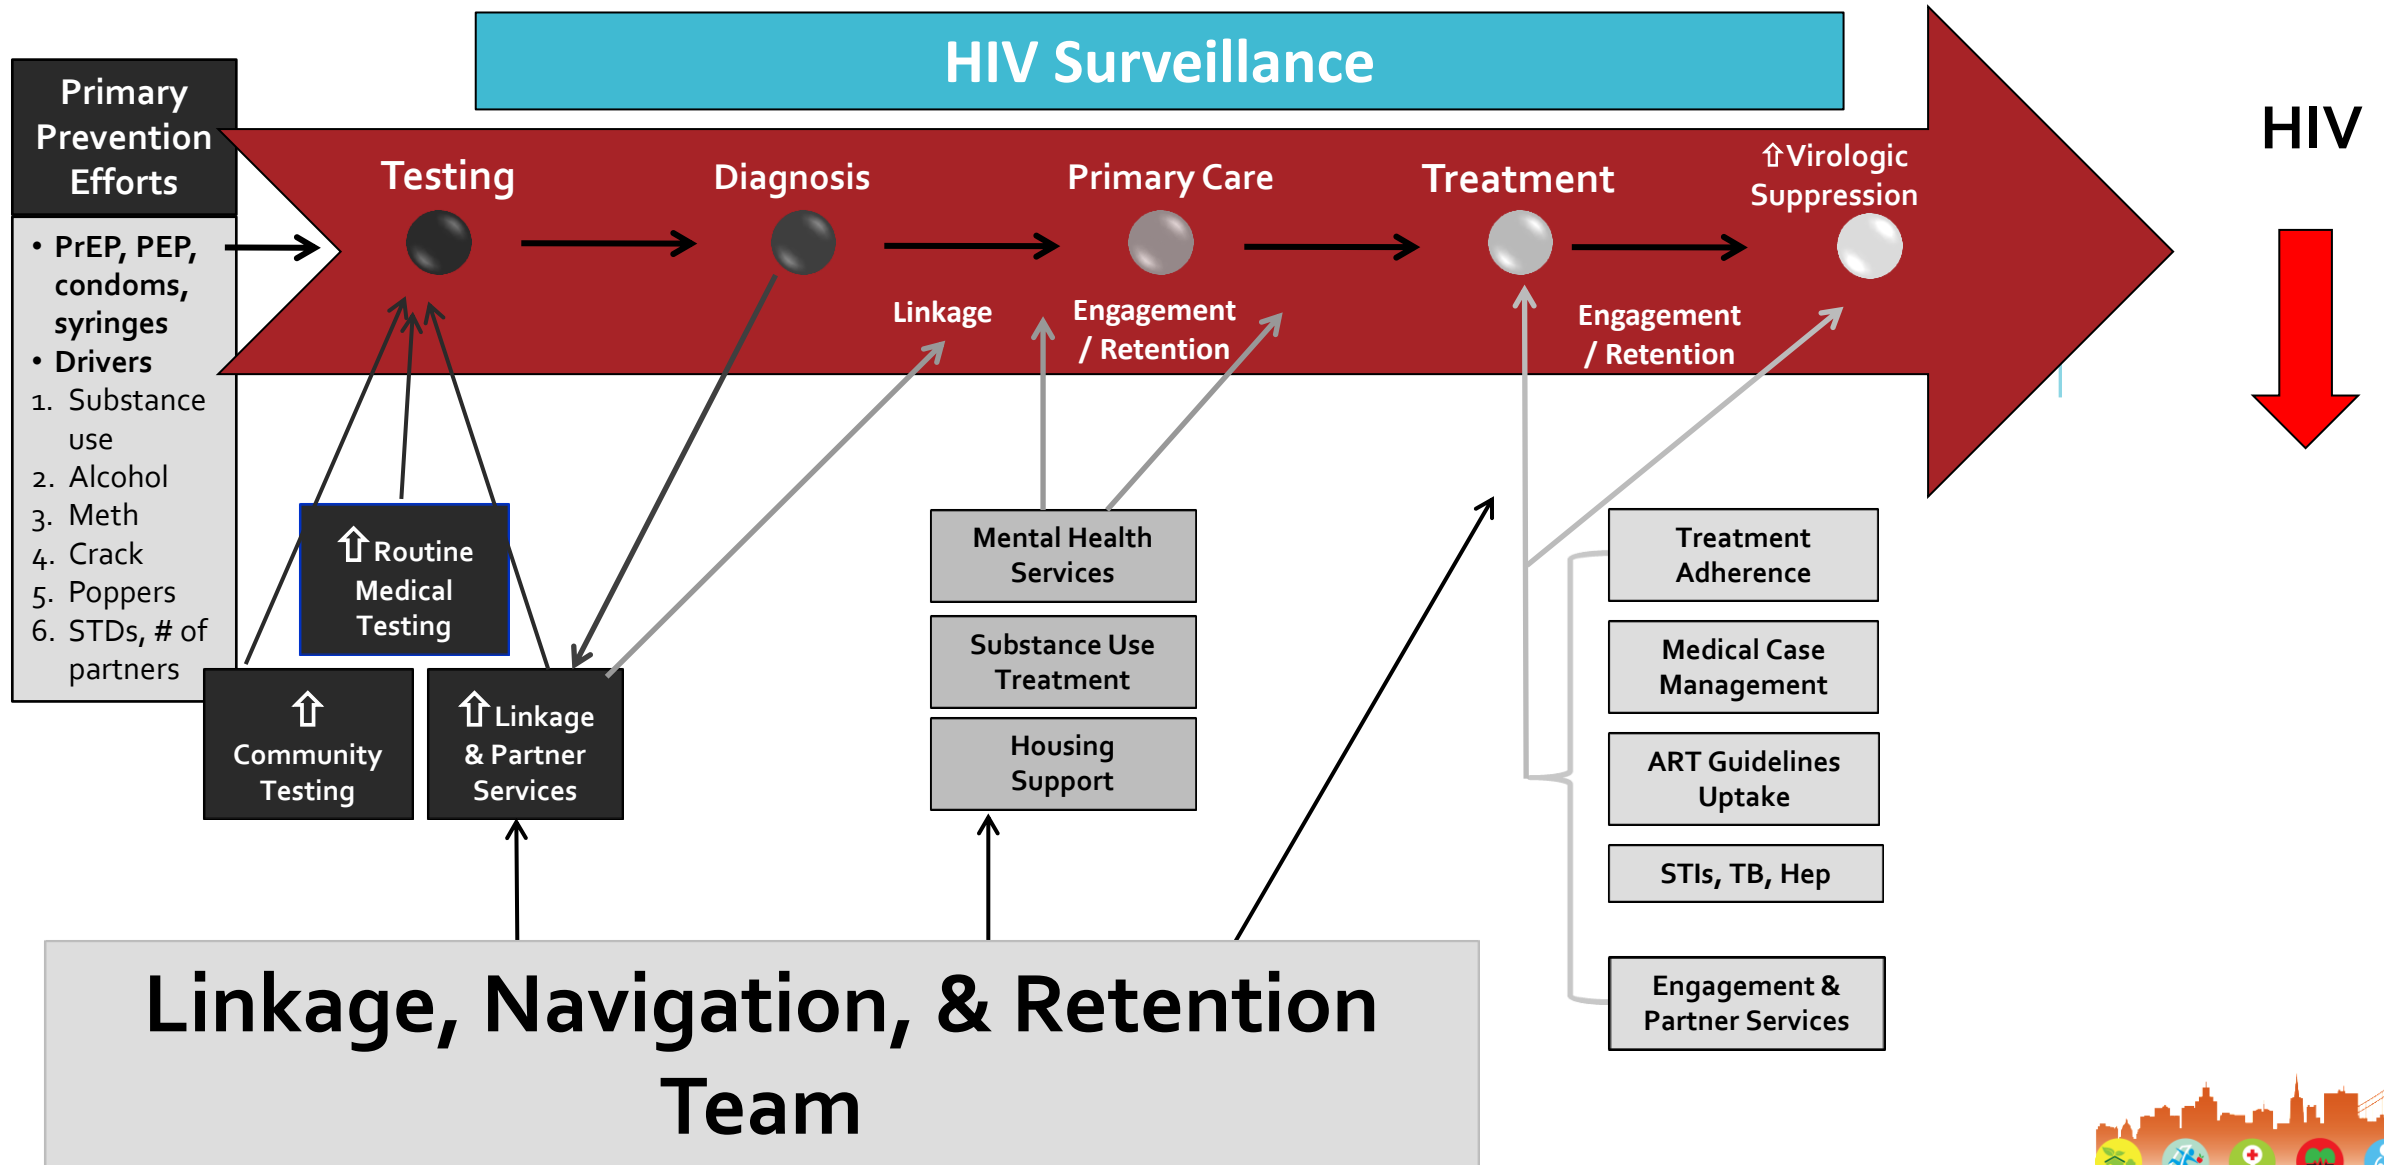 HIV Surveillance
Primary
Prevention
Efforts
• PrEP, PEP,
condoms,
syringes
• Drivers
1. Substance
use
2. Alcohol
3. Meth
4. Crack
5. Poppers
6. STDs, # of
partners
Testing
Diagnosis
Primary Care
Treatment
⇧Virologic
Suppression
HIV
Linkage
Engagement
/ Retention
Engagement
/ Retention
⇧Routine
Medical
Testing
⇧
Community
Testing
⇧Linkage
& Partner
Services
Mental Health
Services
Substance Use
Treatment
Housing
Support
Treatment
Adherence
Medical Case
Management
ART Guidelines
Uptake
STIs, TB, Hep
Engagement &
Partner Services
Linkage, Navigation, & Retention
Team